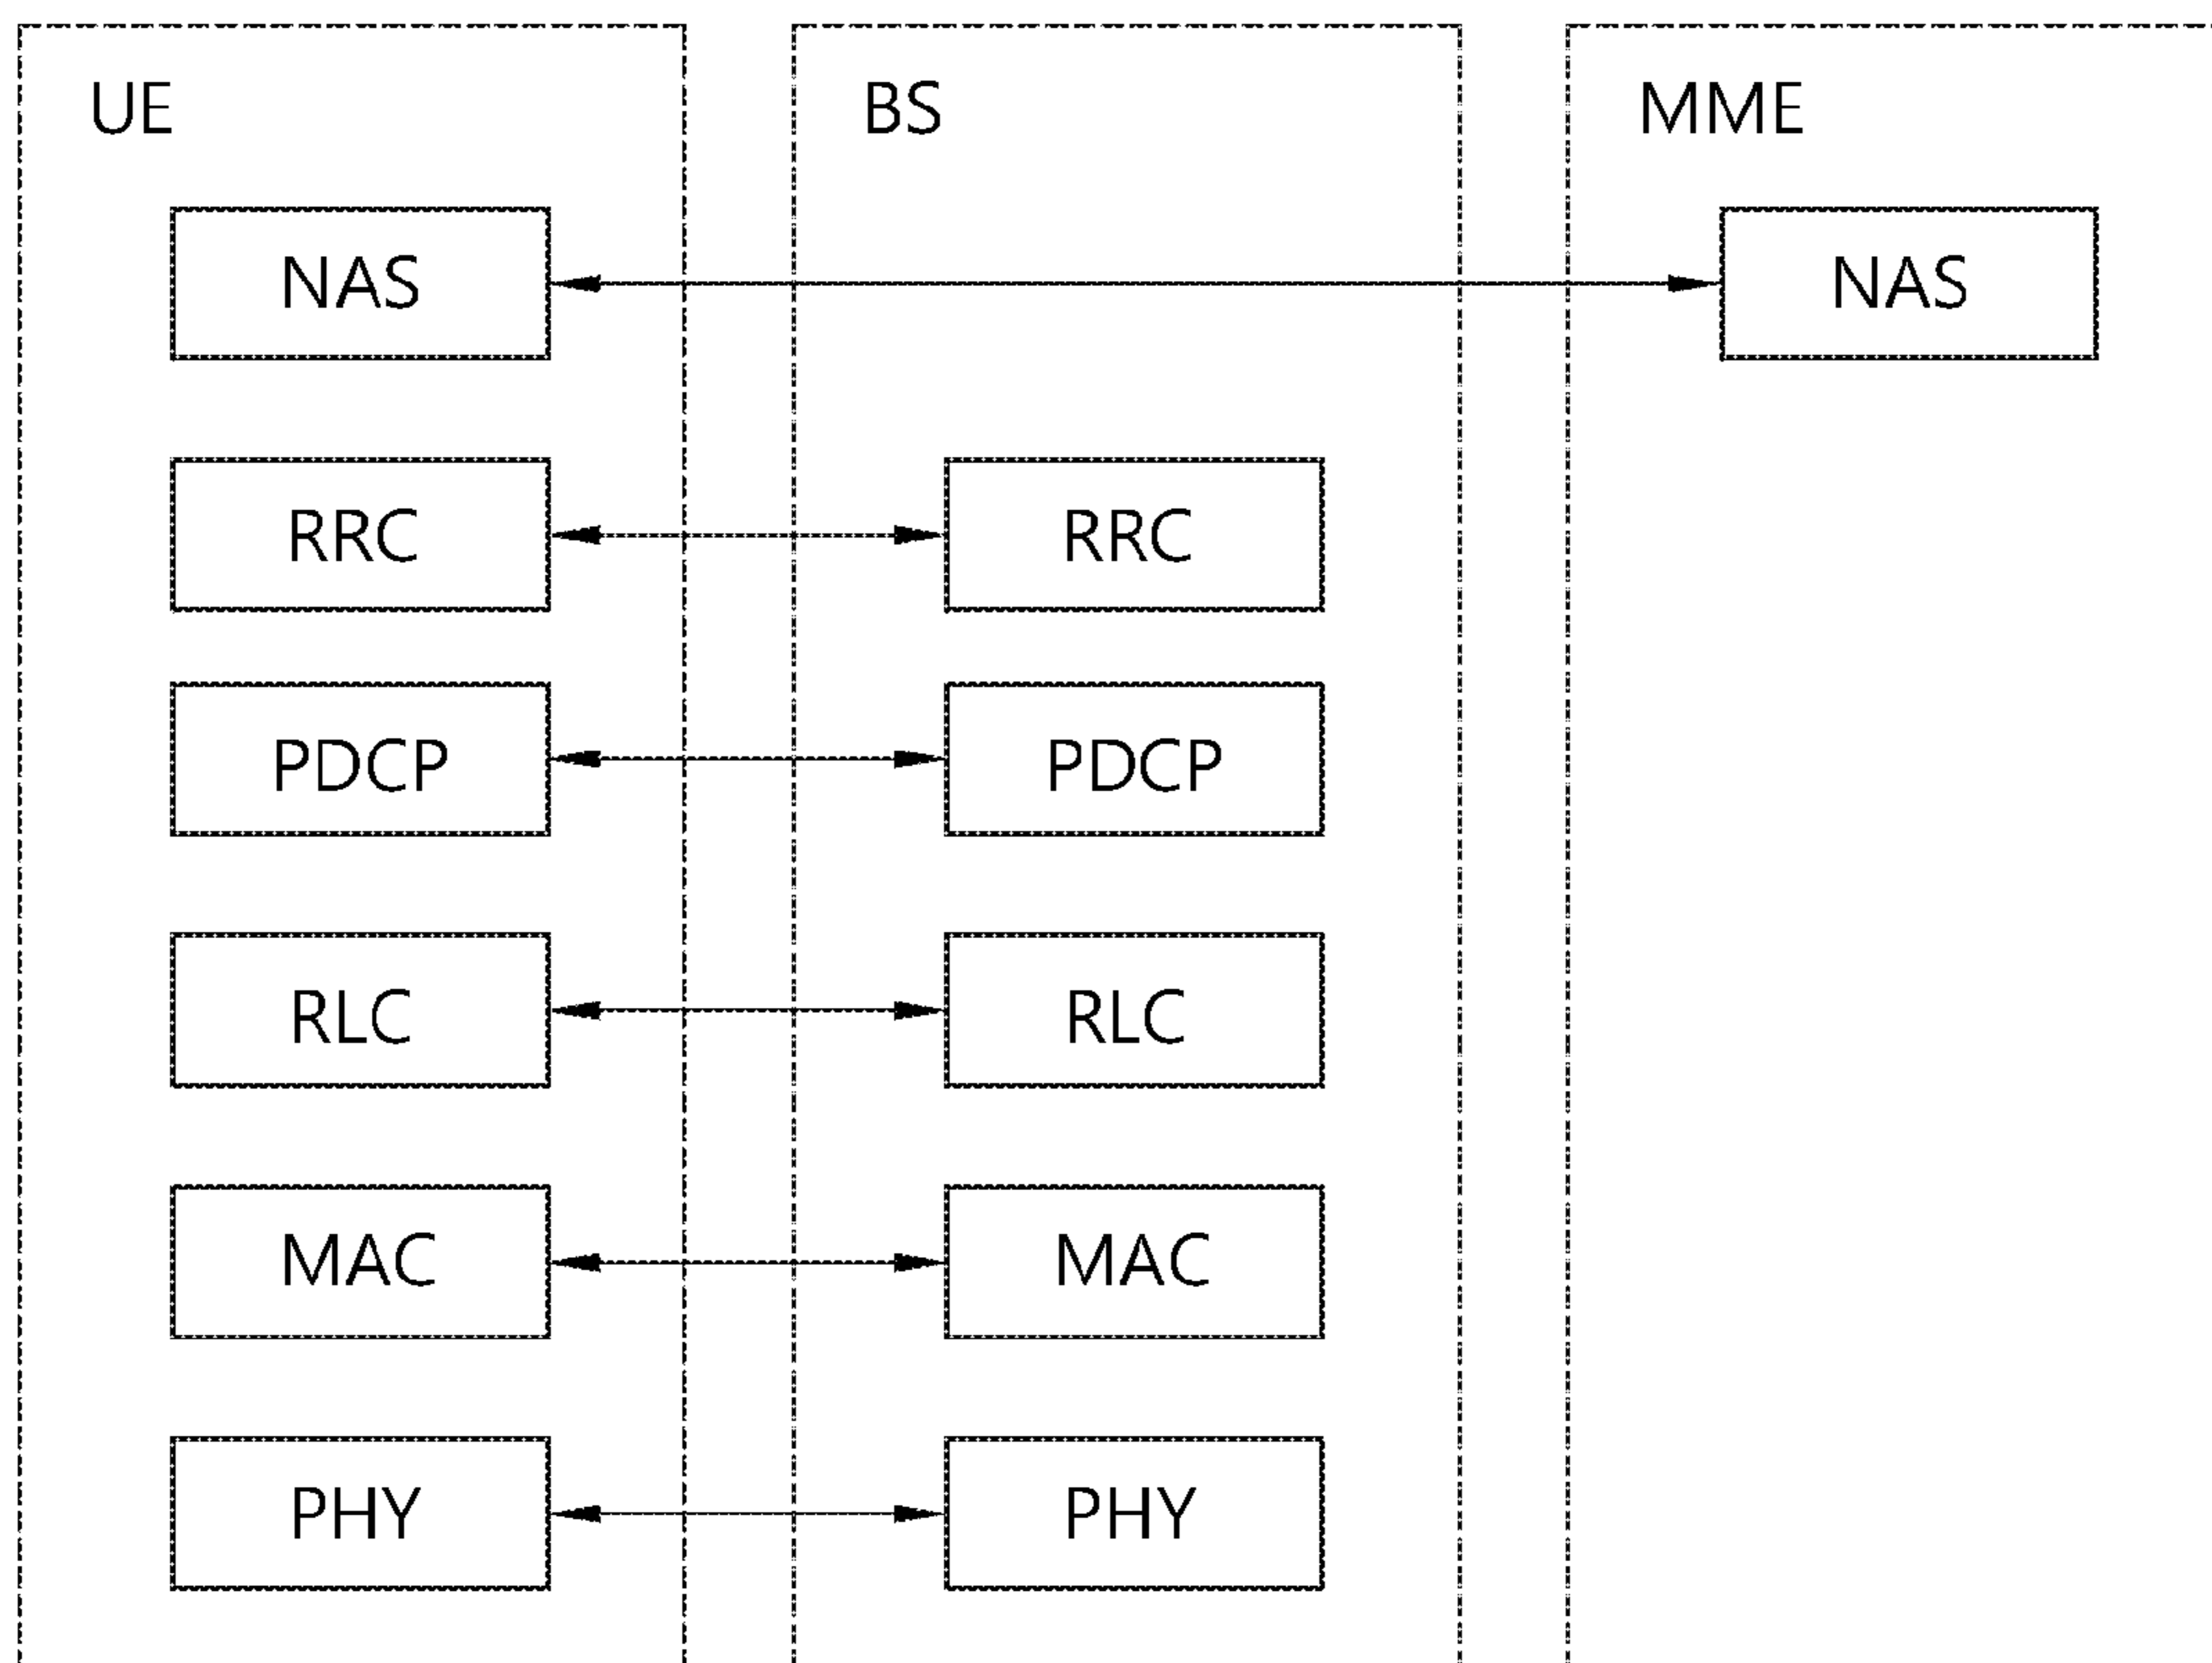 UE BS MME
NAS NAS
RRC RRC
PDCP PDCP
RLC RLC
MAC MAC
PHY PHY